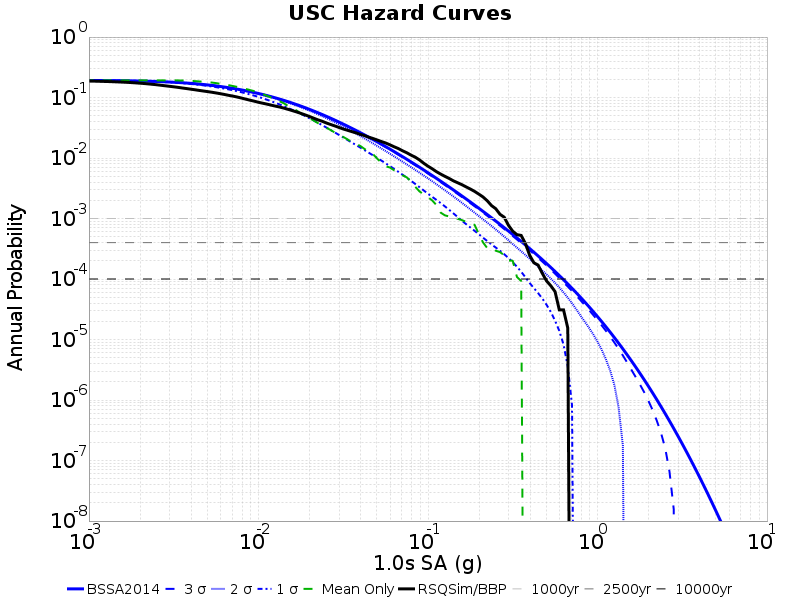 USC Hazard Curves
Annual Probability
10^0
10^-1
10^-2
10^-3
10^-4
10^-5
10^-6
10^-7
10^-8
10^-3 10^-2 10^-1 10^0 10^1
1.0s SA (g)
BSSA2014 3 σ 2 σ 1 σ Mean Only RSQSim/BBP 1000yr 2500yr 10000yr